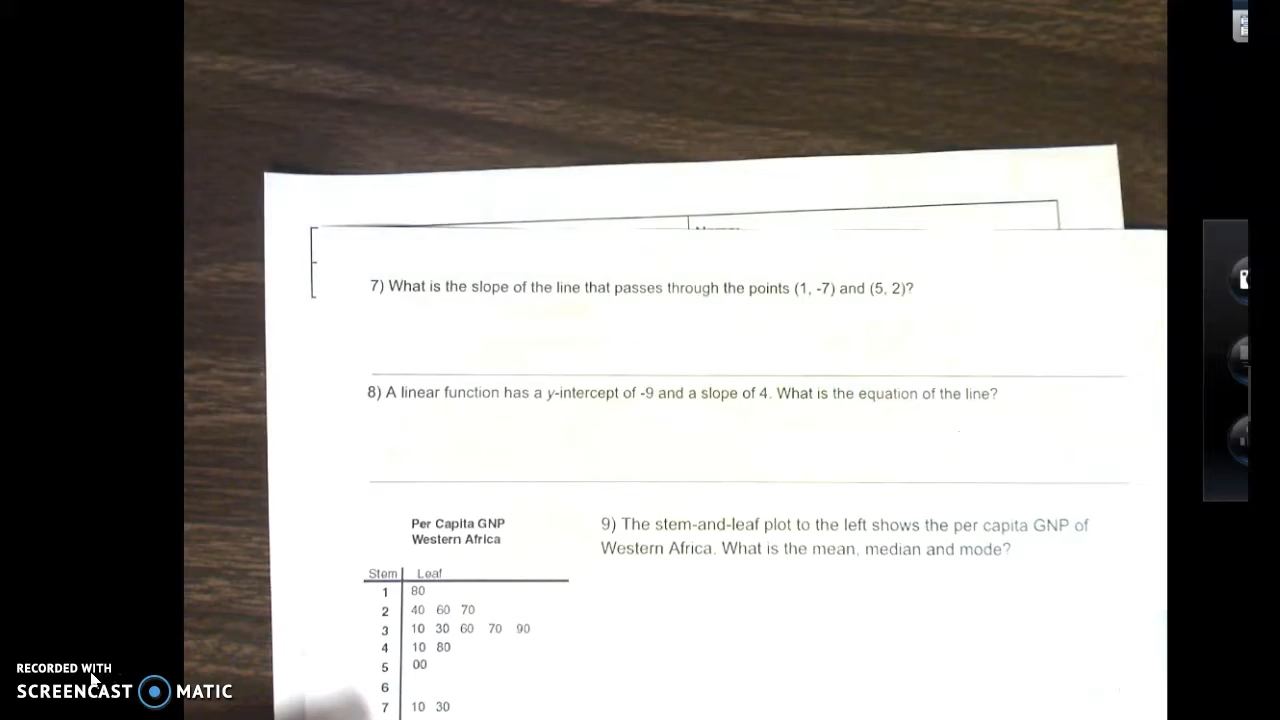 7) What is the slope of the line that passes through the points (1, -7) and (5, 2)?
8) A linear function has a y-intercept of -9 and a slope of 4. What is the equation of the line?
Per Capita GNP
Western Africa
Stem Leaf
1 80
2 40 60 70
3 10 30 60 70 90
4 10 80
5 00
6
7 10 30
9) The stem-and-leaf plot to the left shows the per capita GNP of
Western Africa. What is the mean, median and mode?
RECORDED WITH
SCREENCAST MATIC